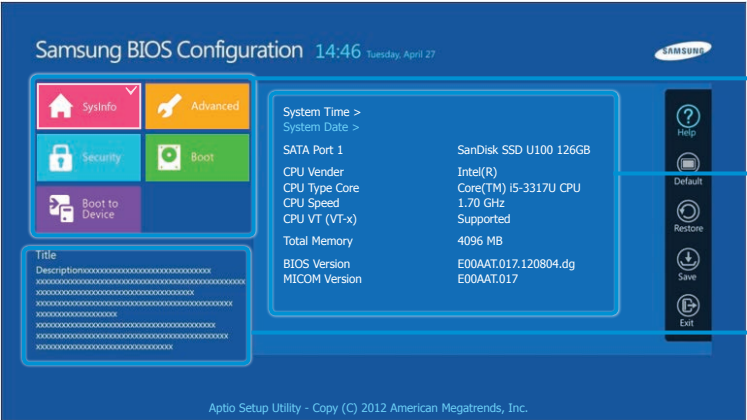 Samsung BIOS Configuration 14:46 Tuesday, April 27
SAMSUNG
SysInfo
Advanced
Security
Boot
Boot to
Device
Title
Descriptionxxxxxxxxxxxxxxxxxxxxxxxxxxxxxx
System Time >
System Date >
SATA Port 1 SanDisk SSD U100 126GB
CPU Vender Intel(R)
CPU Type Core Core(TM) i5-3317U CPU
CPU Speed 1.70 GHz
CPU VT (VT-x) Supported
Total Memory 4096 MB
BIOS Version E00AAT.017.120804.dg
MICOM Version E00AAT.017
Help
Default
Restore
Save
Exit
Aptio Setup Utility - Copy (C) 2012 American Megatrends, Inc.